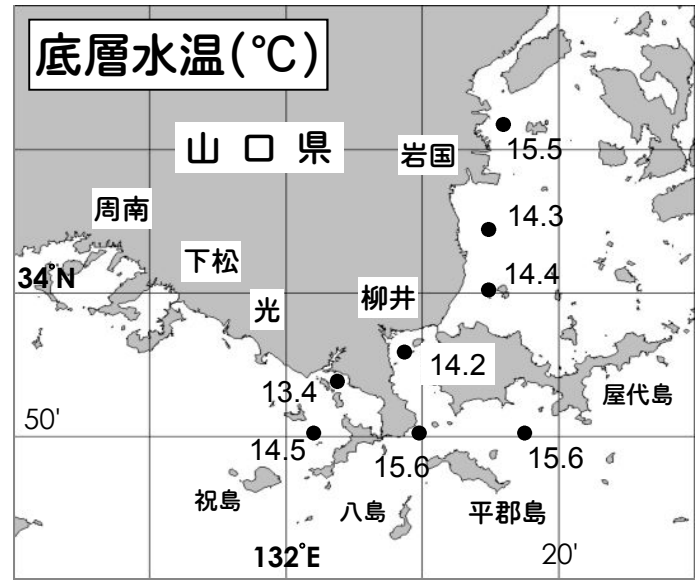 底層水温(℃)
山口県
岩国
15.5
周南
14.3
下松
34°N
14.4
光
柳井
14.2
13.4
屋代島
50'
14.5
15.6
15.6
祝島
八島
平郡島
132°E
20'